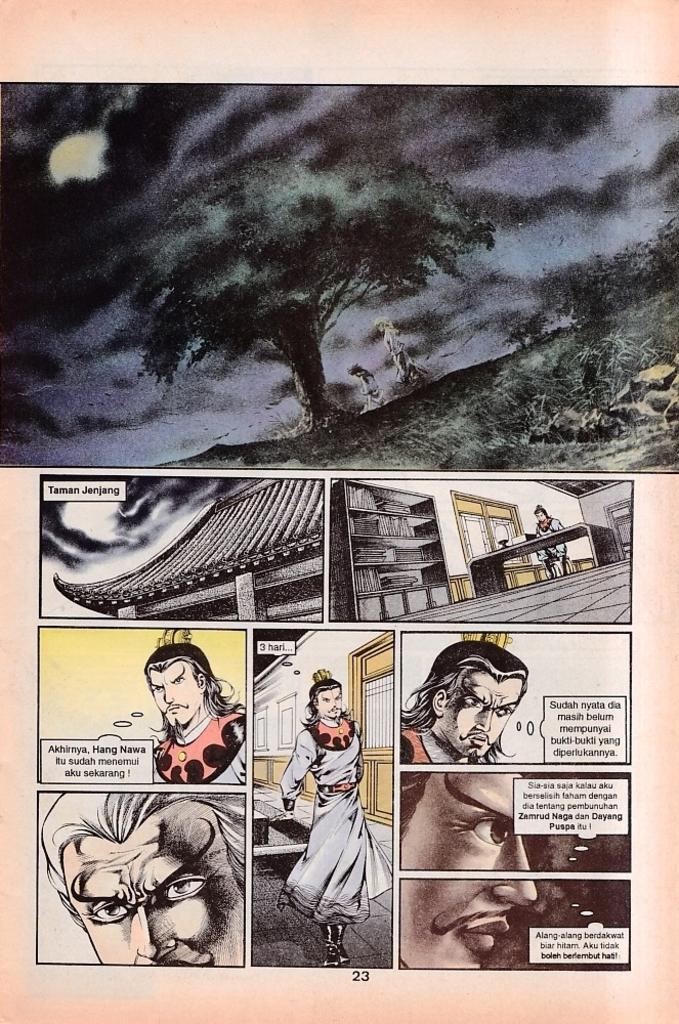 Taman Jenjang
Akhirnya, Hang Nawa
itu sudah menemui
aku sekarang !
3 hari...
Sudah nyata dia
masih belum
mempunyai
bukti-bukti yang
diperlukannya.
Sia-sia saja kalau aku
berselisih faham dengan
dia tentang pembunuhan
Zamrud Naga dan Dayang
Puspa itu !
Alang-alang berdakwat
biar hitam. Aku tidak
boleh berlembut hati!
23